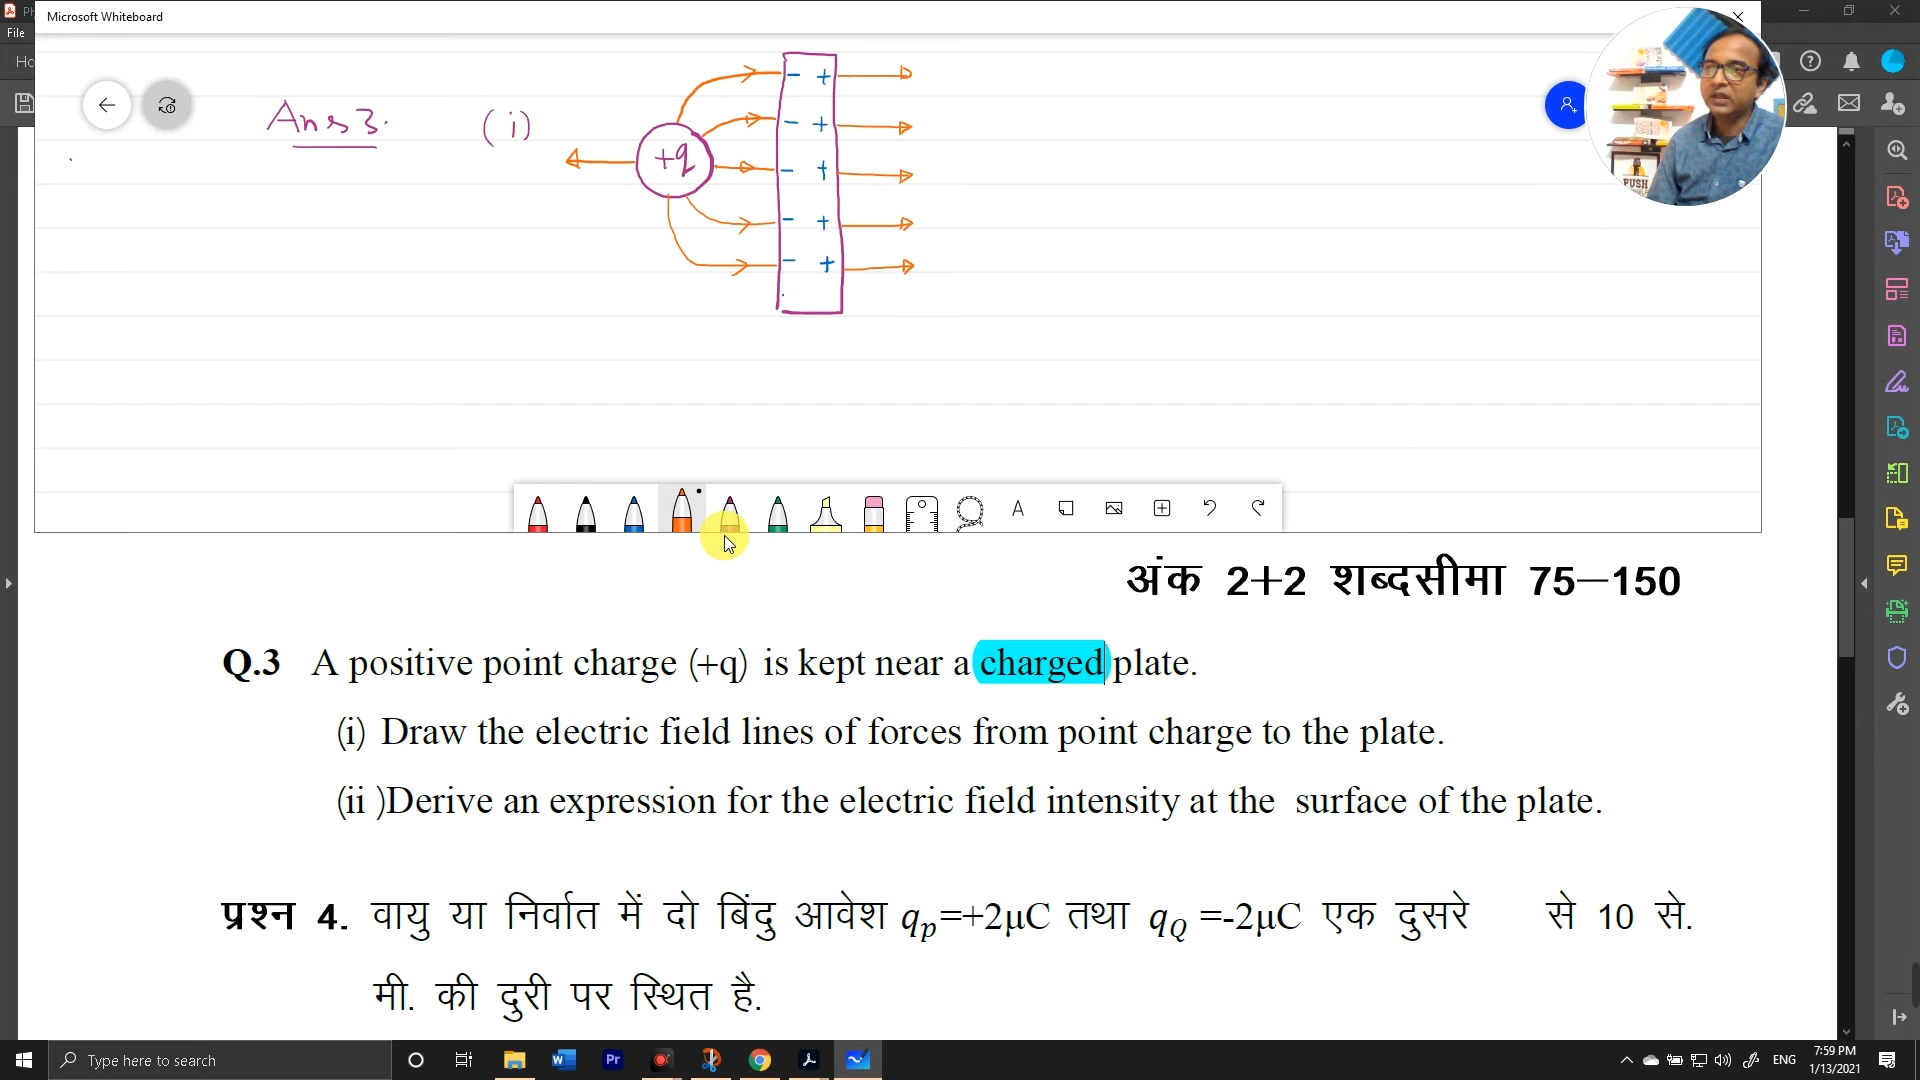 Microsoft Whiteboard
File
Ans 3.
(i)
+q
- +
- +
- +
- +
- +
PUSH
A
अंक 2+2 शब्दसीमा 75–150
Q.3 A positive point charge (+q) is kept near a charged plate.
(i) Draw the electric field lines of forces from point charge to the plate.
(ii )Derive an expression for the electric field intensity at the surface of the plate.
प्रश्न 4. वायु या निर्वात में दो बिंदु आवेश qp=+2μC तथा qQ =-2μC एक दुसरे से 10 से.
मी. की दुरी पर स्थित है.
Type here to search
ENG
7:59 PM
1/13/2021